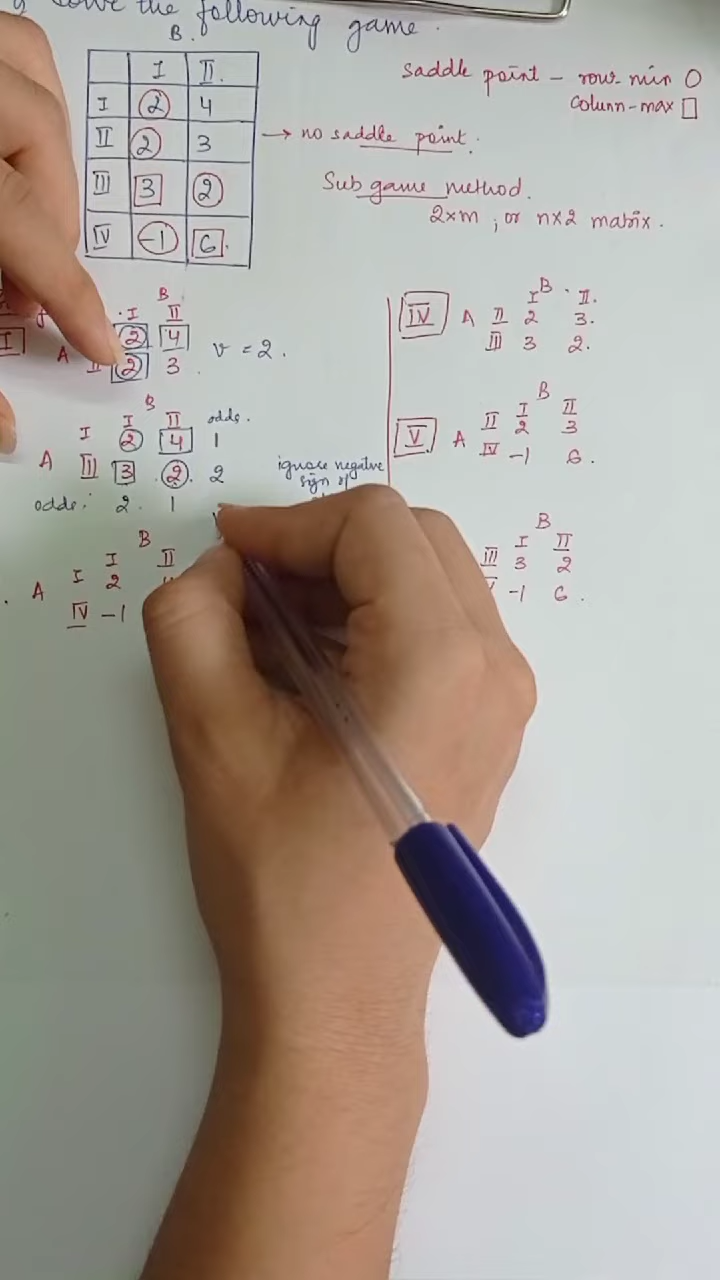 solve the following game.
B.
I II.
I 2 4
II 2 3
III 3 2
IV -1 6.
saddle point - row min O
column-max □
→ no saddle point.
Sub game method.
2×m, or n×2 matrix.
B
I II
I 2 4
A II 2 3 v = 2.
B
I II odds.
I 2 4 1
A III 3 2. 2
odds: 2. 1
ignore negative
sign of
B
I II
A I 2
IV -1
IV
B
I II.
A II 2 3.
III 3 2.
V.
B
I II
A II 2 3
IV -1 6.
B
I II
III 3 2
-1 6.